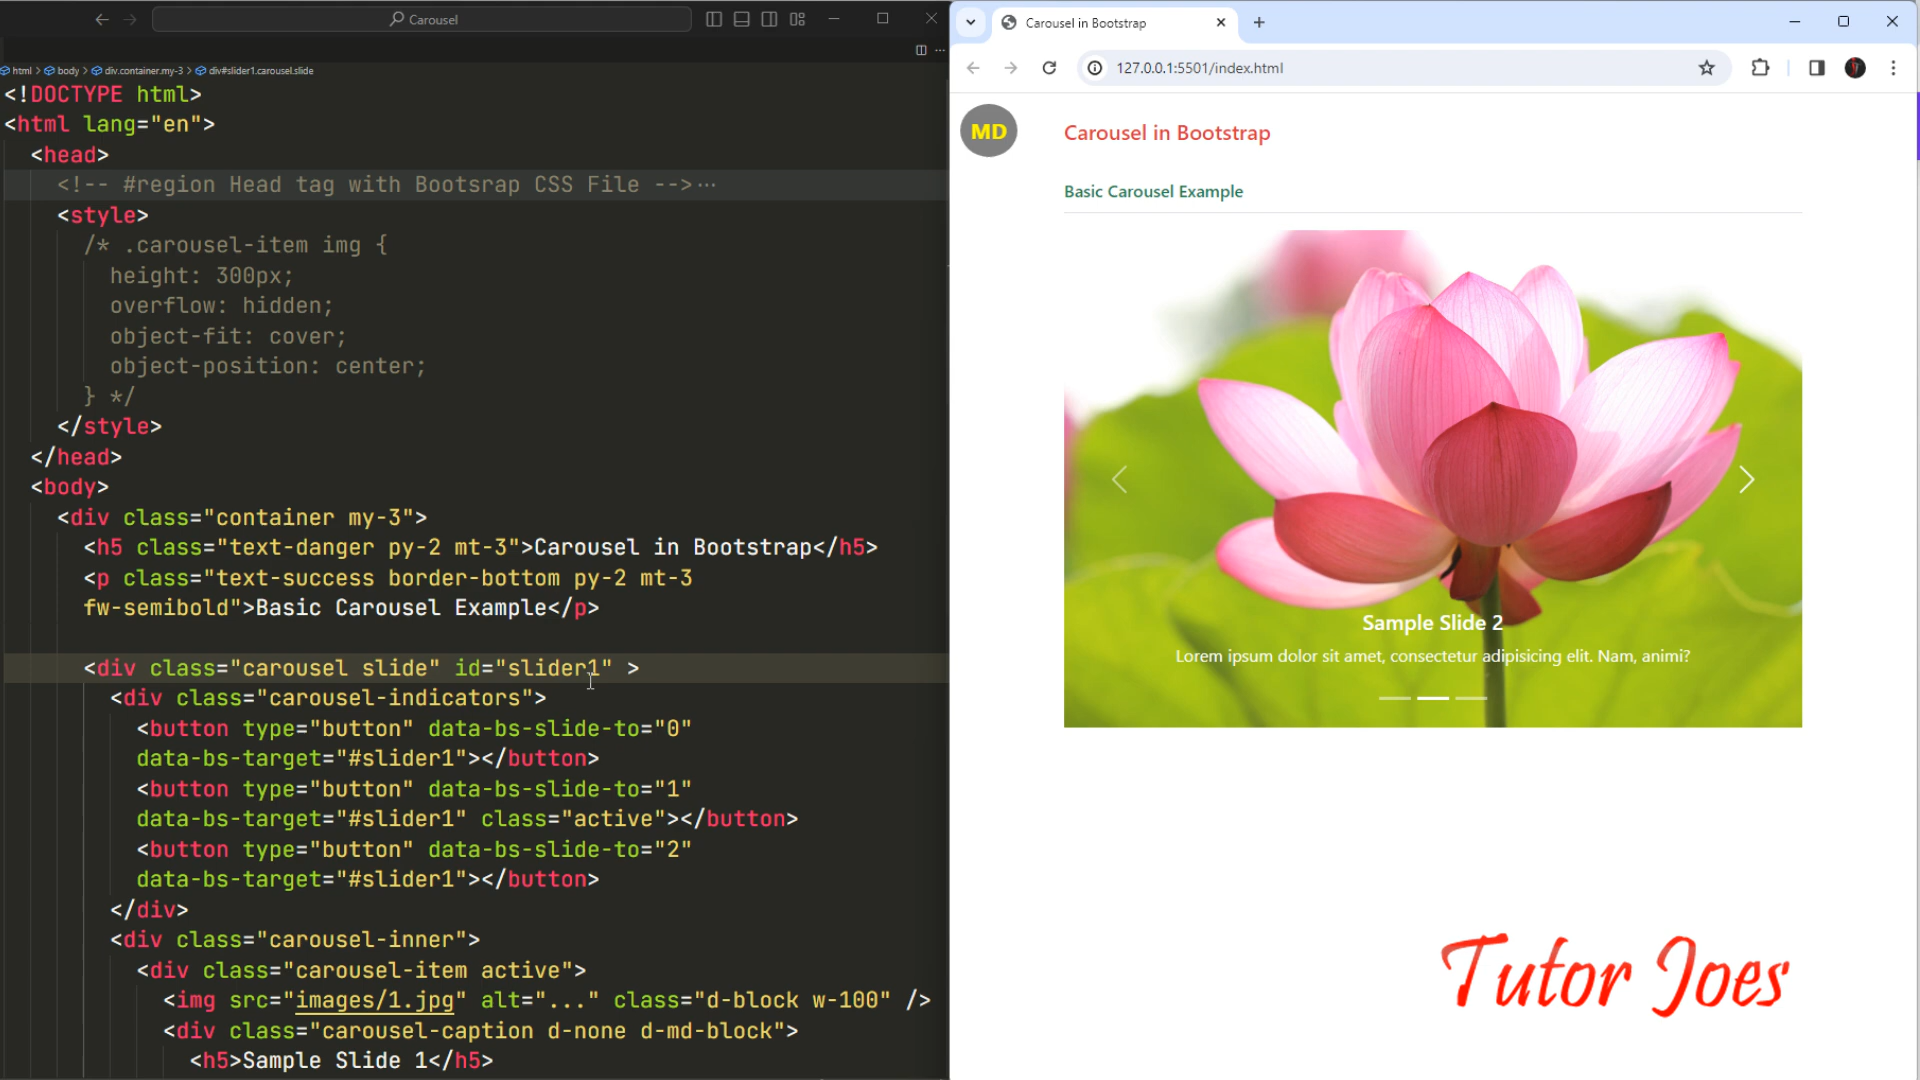 Carousel
html > body > div.container.my-3 > div#slider1.carousel.slide
<!DOCTYPE html>
<html lang="en">
<head>
<!-- #region Head tag with Bootsrap CSS File -->···
<style>
/* .carousel-item img {
height: 300px;
overflow: hidden;
object-fit: cover;
object-position: center;
} */
</style>
</head>
<body>
<div class="container my-3">
<h5 class="text-danger py-2 mt-3">Carousel in Bootstrap</h5>
<p class="text-success border-bottom py-2 mt-3
fw-semibold">Basic Carousel Example</p>
<div class="carousel slide" id="slider1" >
<div class="carousel-indicators">
<button type="button" data-bs-slide-to="0"
data-bs-target="#slider1"></button>
<button type="button" data-bs-slide-to="1"
data-bs-target="#slider1" class="active"></button>
<button type="button" data-bs-slide-to="2"
data-bs-target="#slider1"></button>
</div>
<div class="carousel-inner">
<div class="carousel-item active">
<img src="images/1.jpg" alt="..." class="d-block w-100" />
<div class="carousel-caption d-none d-md-block">
<h5>Sample Slide 1</h5>
Carousel in Bootstrap
127.0.0.1:5501/index.html
MD
Carousel in Bootstrap
Basic Carousel Example
Sample Slide 2
Lorem ipsum dolor sit amet, consectetur adipisicing elit. Nam, animi?
Tutor Joes